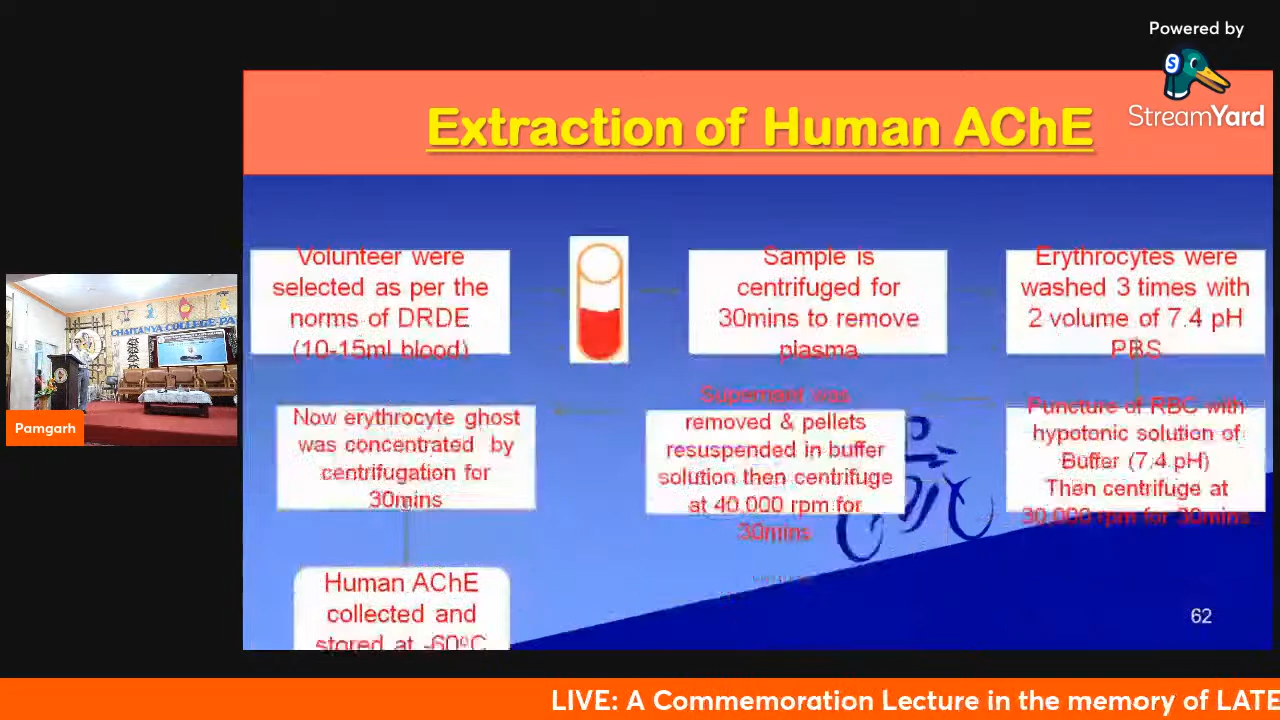 Powered by
StreamYard
Extraction of Human AChE
Volunteer were
selected as per the
norms of DRDE
(10-15ml blood)
Sample is
centrifuged for
30mins to remove
plasma
Erythrocytes were
washed 3 times with
2 volume of 7.4 pH
PBS
Puncture of RBC with
hypotonic solution of
Buffer (7.4 pH)
Then centrifuge at
30,000 rpm for 30mins
was
removed & pellets
resuspended in buffer
solution then centrifuge
at 40,000 rpm for
30mins
Now erythrocyte ghost
was concentrated by
centrifugation for
30mins
Human AChE
collected and
stored at -60°C
62
CHAITANYA COLLEGE
Pamgarh
LIVE: A Commemoration Lecture in the memory of LATE